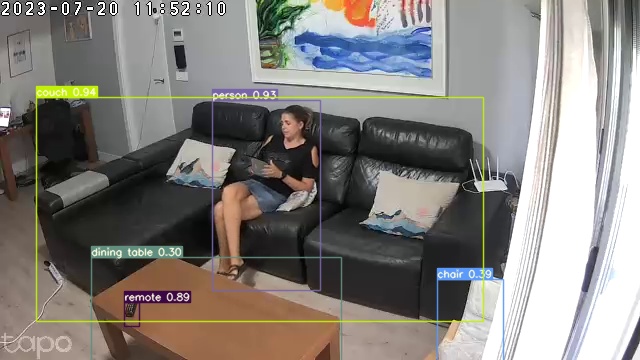 2023-07-20 11:52:10
couch 0.94
person 0.93
dining table 0.30
chair 0.39
remote 0.89
tapo